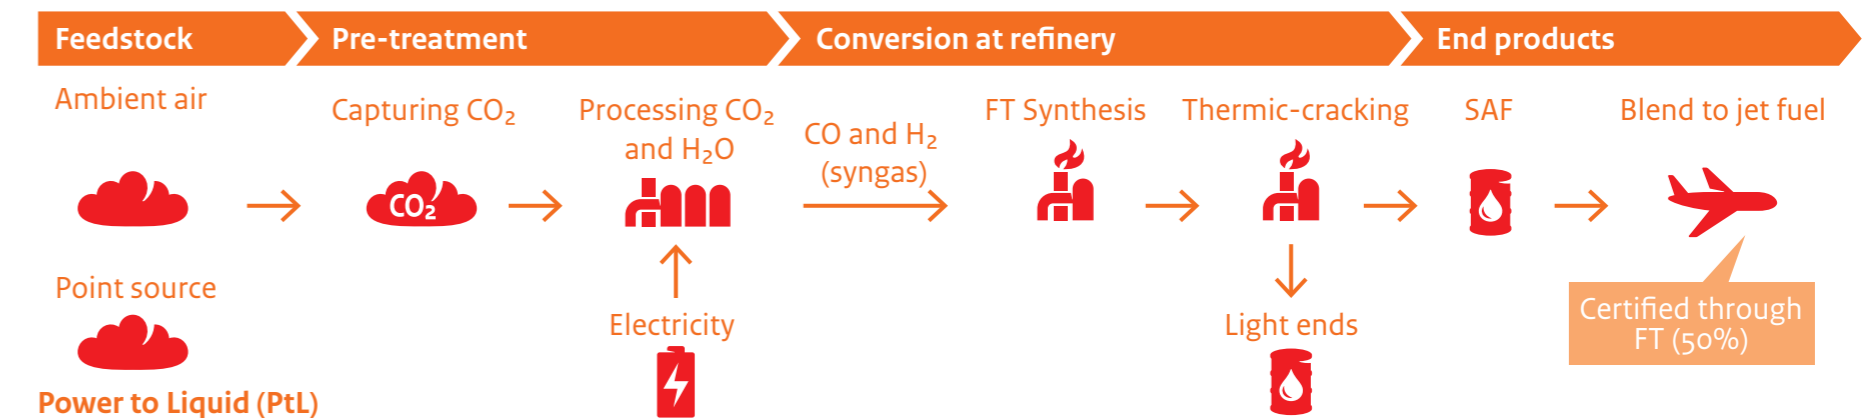 Feedstock
Pre-treatment
Conversion at refinery
End products
Ambient air
Capturing CO₂
Processing CO₂
and H₂O
CO and H₂
(syngas)
FT Synthesis
Thermic-cracking
SAF
Blend to jet fuel
CO₂
Point source
Electricity
Light ends
Certified through
FT (50%)
Power to Liquid (PtL)